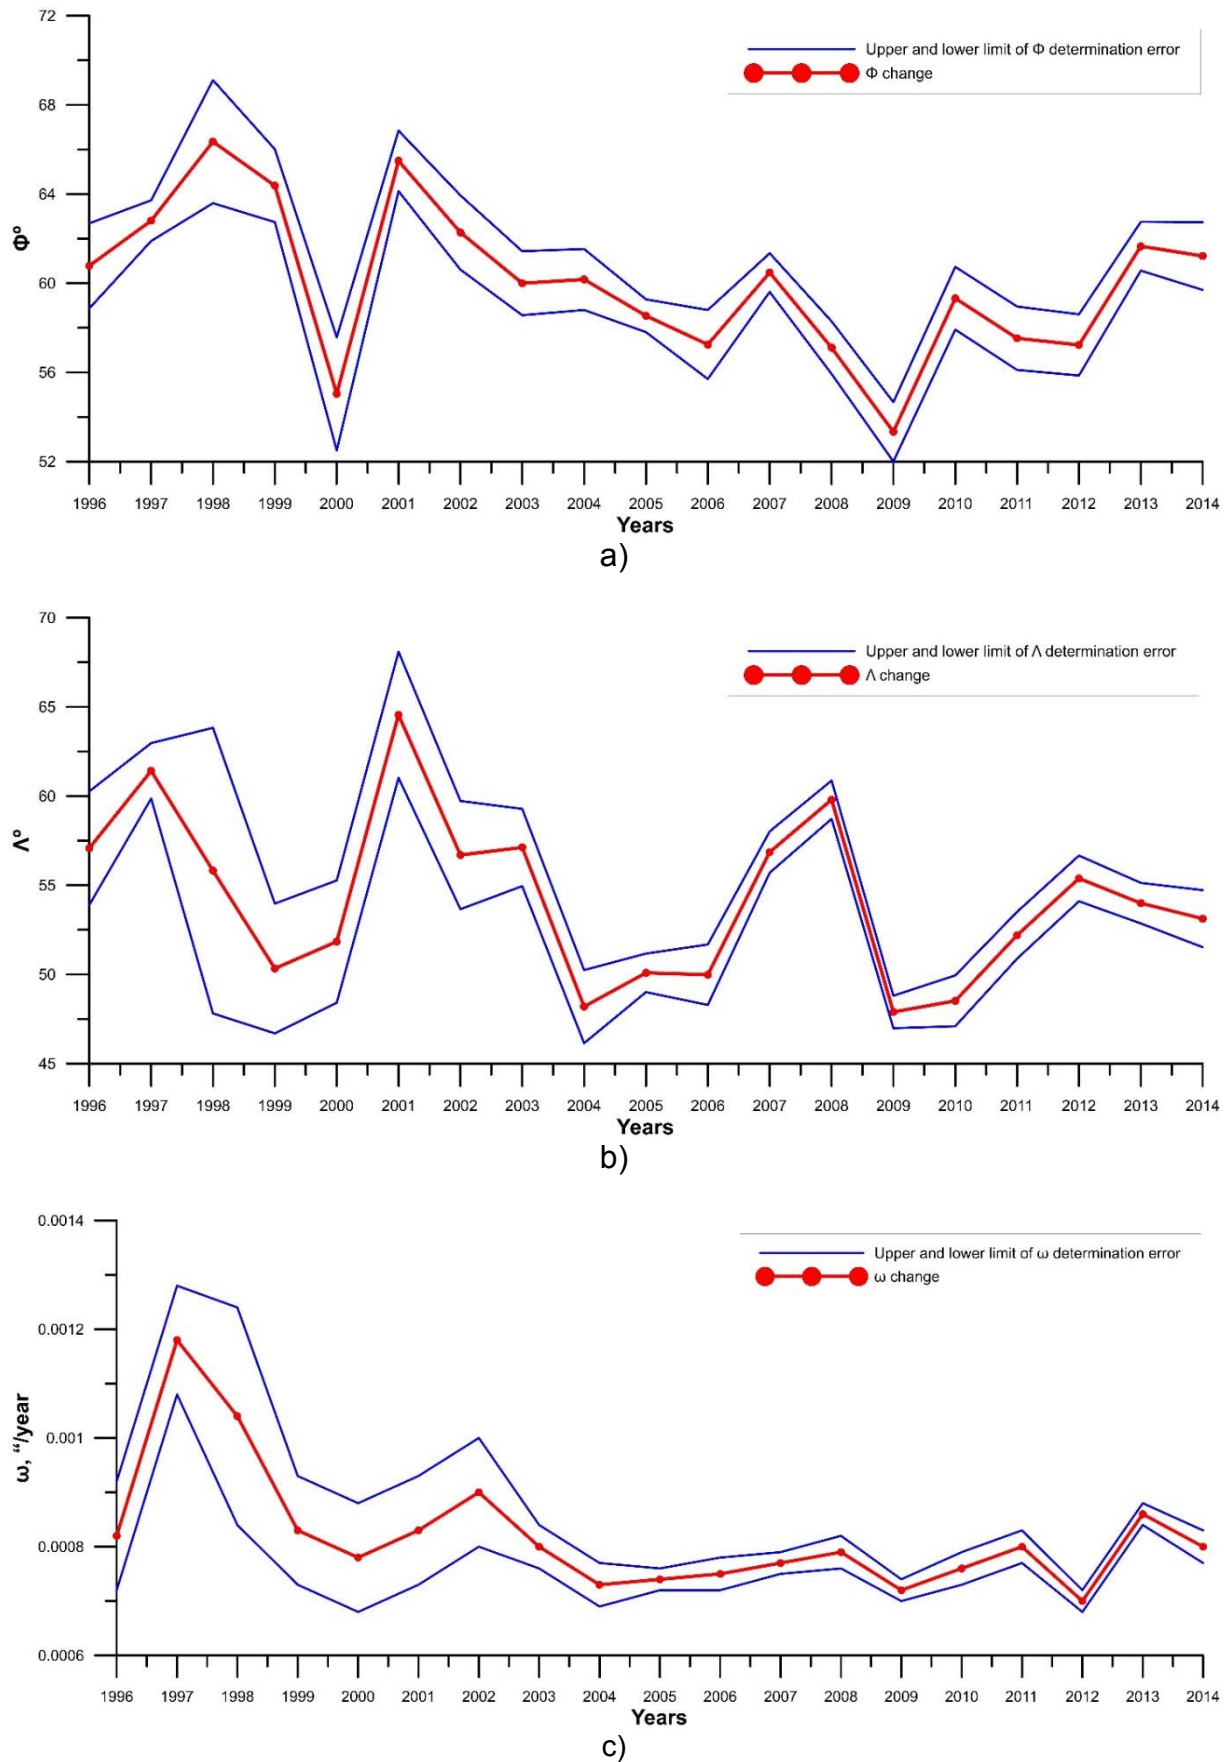 72
Upper and lower limit of Φ determination error
Φ change
68
64
Φº
60
56
52
1996 1997 1998 1999 2000 2001 2002 2003 2004 2005 2006 2007 2008 2009 2010 2011 2012 2013 2014
Years
a)
70
Upper and lower limit of Λ determination error
Λ change
65
60
Λº
55
50
45
1996 1997 1998 1999 2000 2001 2002 2003 2004 2005 2006 2007 2008 2009 2010 2011 2012 2013 2014
Years
b)
0.0014
Upper and lower limit of ω determination error
ω change
0.0012
0.001
ω, “/year
0.0008
0.0006
1996 1997 1998 1999 2000 2001 2002 2003 2004 2005 2006 2007 2008 2009 2010 2011 2012 2013 2014
Years
c)